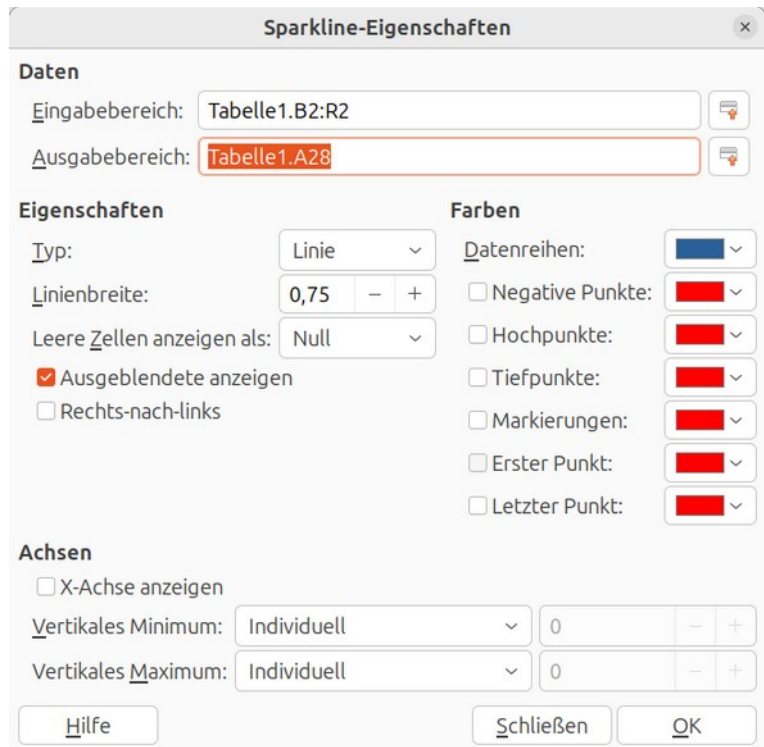 Sparkline-Eigenschaften
Daten
Eingabebereich: Tabelle1.B2:R2
Ausgabebereich: Tabelle1.A28
Eigenschaften
Typ: Linie
Linienbreite: 0,75 − +
Leere Zellen anzeigen als: Null
Ausgeblendete anzeigen
Rechts-nach-links
Farben
Datenreihen:
Negative Punkte:
Hochpunkte:
Tiefpunkte:
Markierungen:
Erster Punkt:
Letzter Punkt:
Achsen
X-Achse anzeigen
Vertikales Minimum: Individuell 0 − +
Vertikales Maximum: Individuell 0 − +
Hilfe Schließen OK